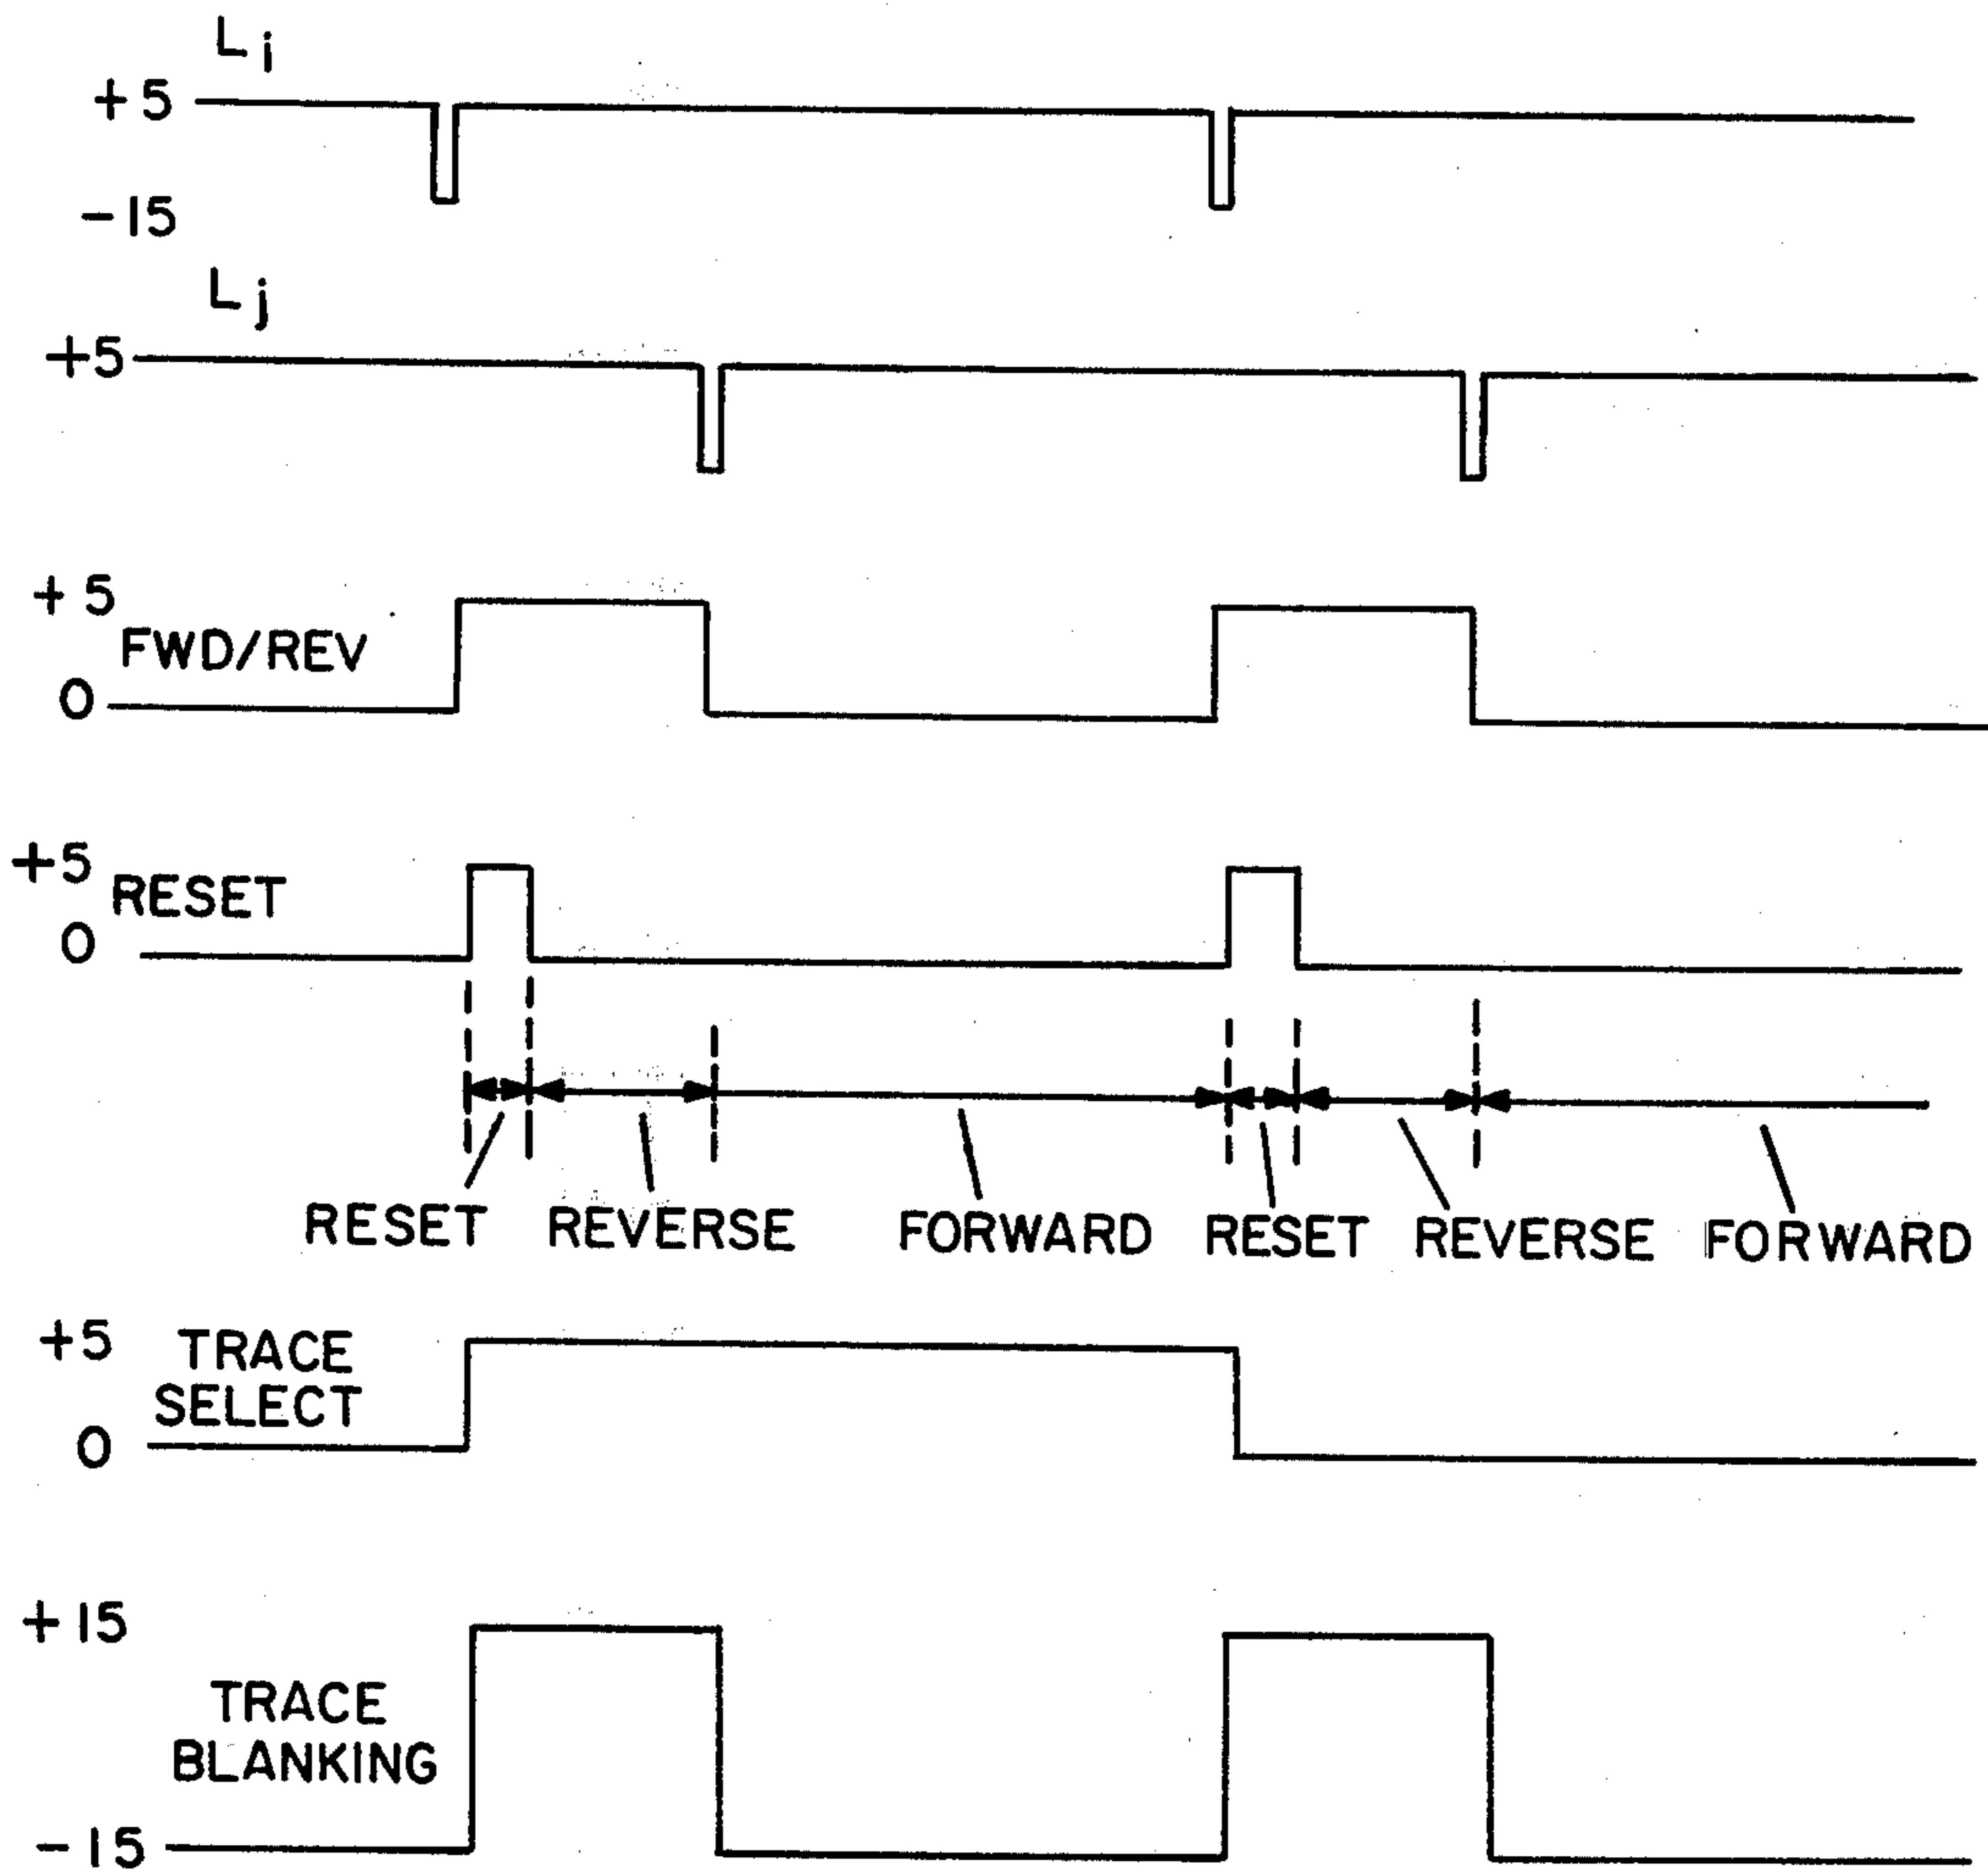 Li
+5
-15
Lj
+5
+5
FWD/REV
0
+5
RESET
0
RESET REVERSE FORWARD RESET REVERSE FORWARD
+5
TRACE
SELECT
0
+15
TRACE
BLANKING
-15